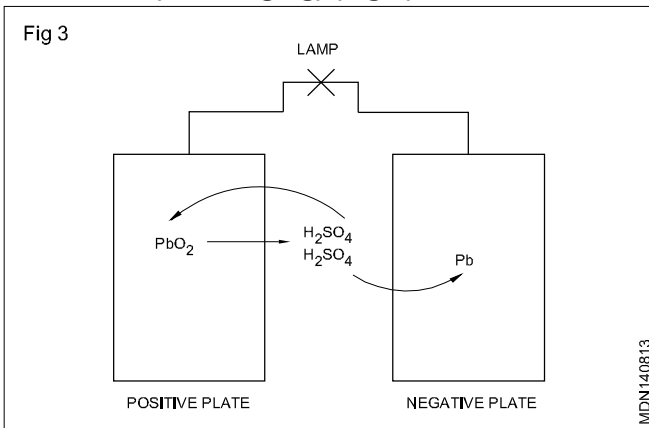 Fig 3
LAMP
PbO2
H2SO4
H2SO4
Pb
POSITIVE PLATE
NEGATIVE PLATE
MDN140813